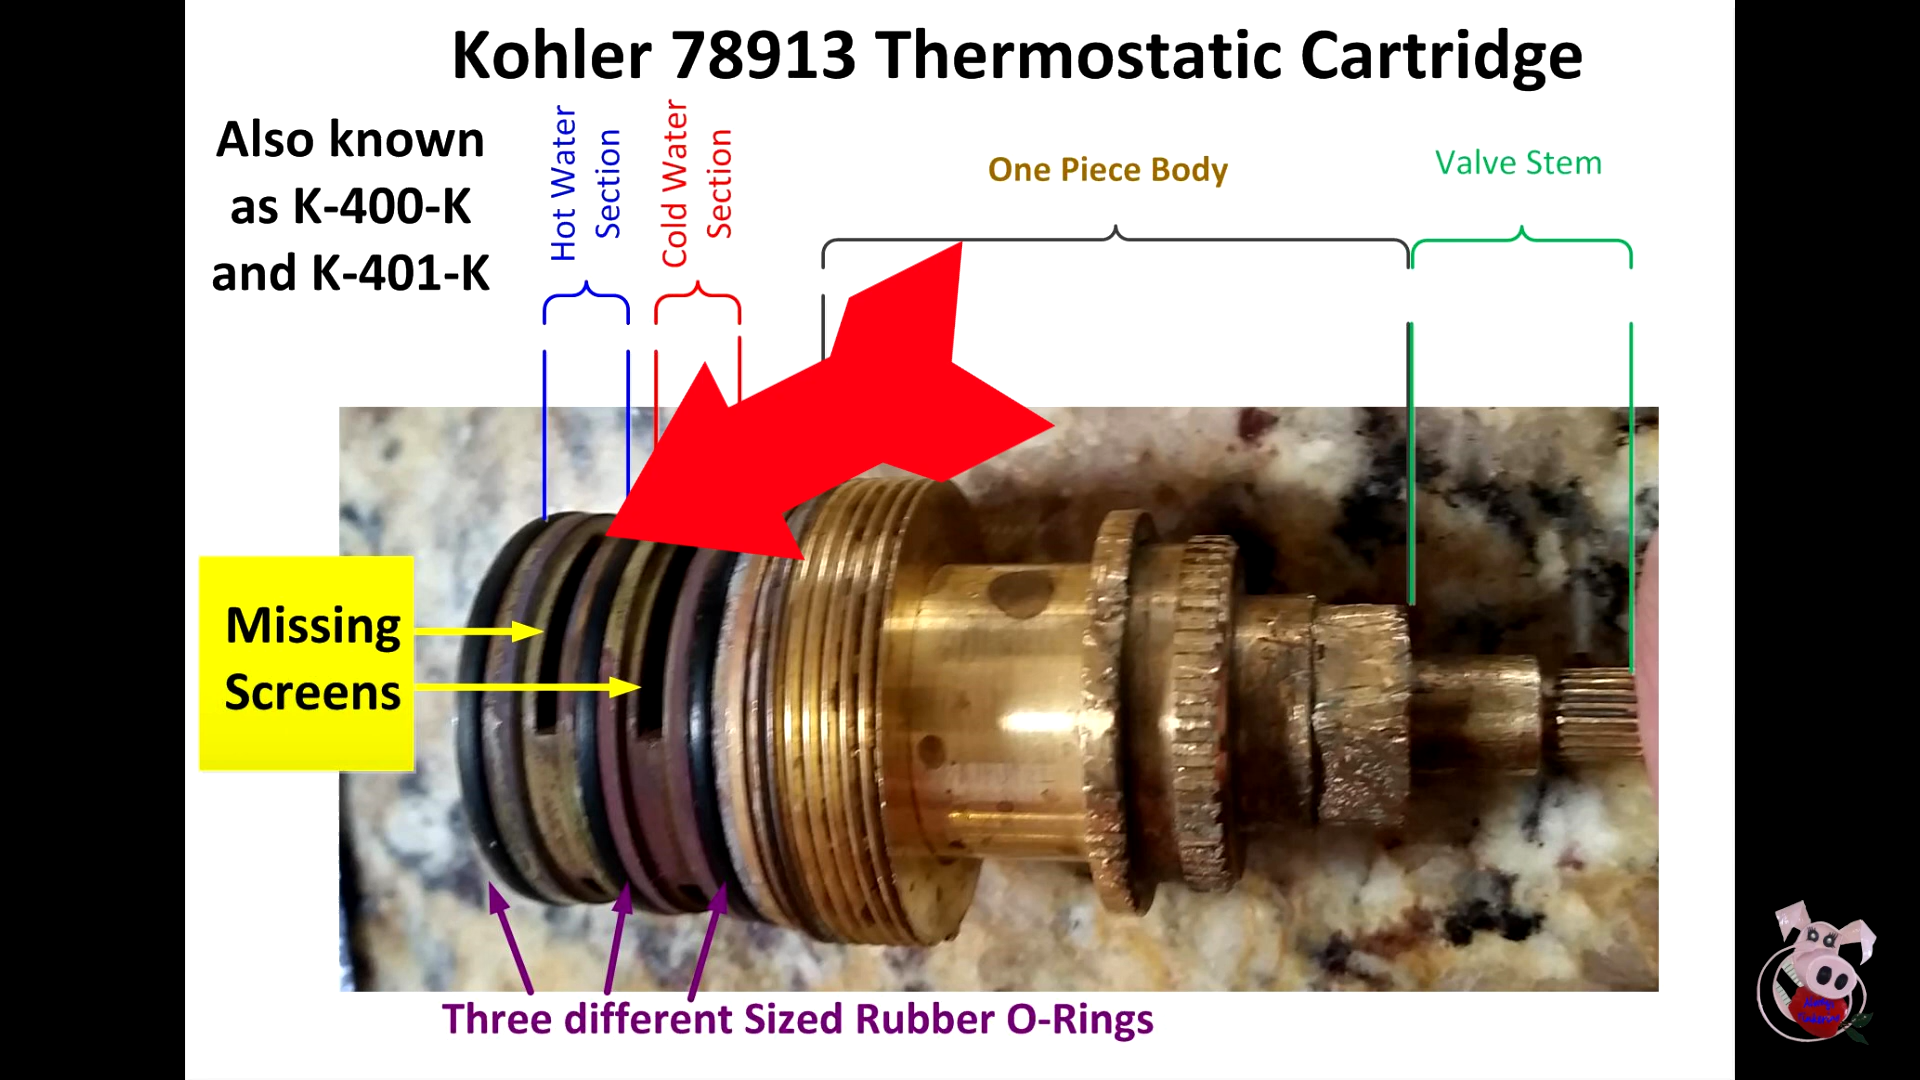 Kohler 78913 Thermostatic Cartridge
Also known
as K-400-K
and K-401-K
Hot Water
Section
Cold Water
Section
One Piece Body
Valve Stem
Missing
Screens
Three different Sized Rubber O-Rings